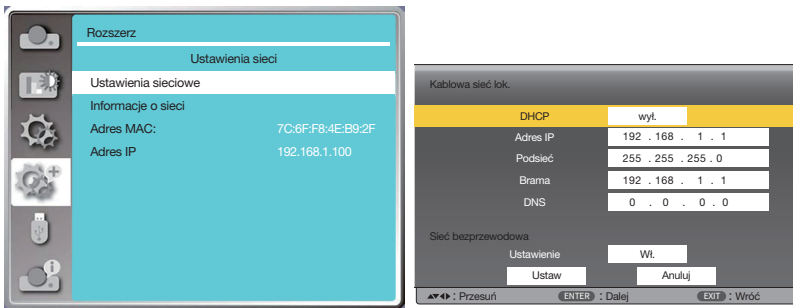 Rozszerz
Ustawienia sieci
Ustawienia sieciowe
Informacje o sieci
Adres MAC: 7C:6F:F8:4E:B9:2F
Adres IP 192.168.1.100
Kablowa sieć lok.
DHCP wył.
Adres IP 192 . 168 . 1 . 1
Podsieć 255 . 255 . 255 . 0
Brama 192 . 168 . 1 . 1
DNS 0 . 0 . 0 . 0
Sieć bezprzewodowa
Ustawienie Wł.
Ustaw Anuluj
▲▼◀▶ : Przesuń ENTER : Dalej EXIT : Wróć